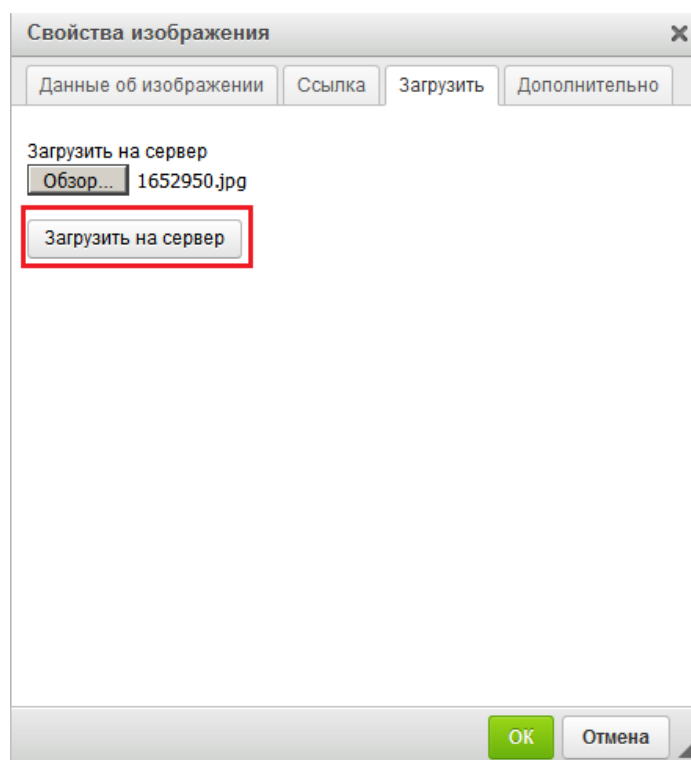 Свойства изображения
Данные об изображении Ссылка Загрузить Дополнительно
Загрузить на сервер
Обзор... 1652950.jpg
Загрузить на сервер
ОК Отмена